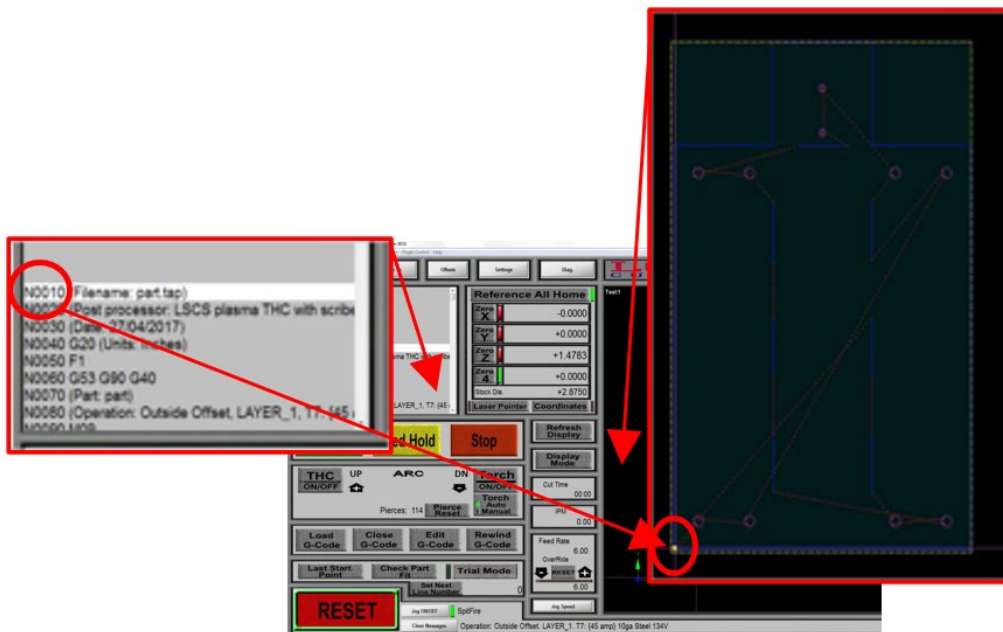 N0010 (Filename: part.tap)
N0020 (Post processor: LSCS plasma THC with scribe
N0030 (Date: 27/04/2017)
N0040 G20 (Units: Inches)
N0050 F1
N0060 G53 G90 G40
N0070 (Part: part)
N0080 (Operation: Outside Offset, LAYER_1, T7: {45
N0090 M09
Offsets
Settings
Diag.
Reference All Home
Zero X -0.0000
Zero Y +0.0000
Zero Z +1.4783
Zero 4 +0.0000
Stock Dia. +2.8750
Laser Pointer Coordinates
Tool:1
Refresh Display
Display Mode
Cut Time
00:00
IPM
0.00
Feed Rate
6.00
OverRide
RESET
6.00
Jog Speed
Hold
Stop
THC ON/OFF
UP ARC DN
Torch ON/OFF
Torch Auto Manual
Pierces: 114
Pierce Reset
Load G-Code
Close G-Code
Edit G-Code
Rewind G-Code
Last Start Point
Check Part Fit
Trial Mode
Set Next Line Number
0
RESET
Jog ON/OFF
SpitFire
Clear Messages
Operation: Outside Offset, LAYER_1, T7: {45 amp} 10ga Steel 134V